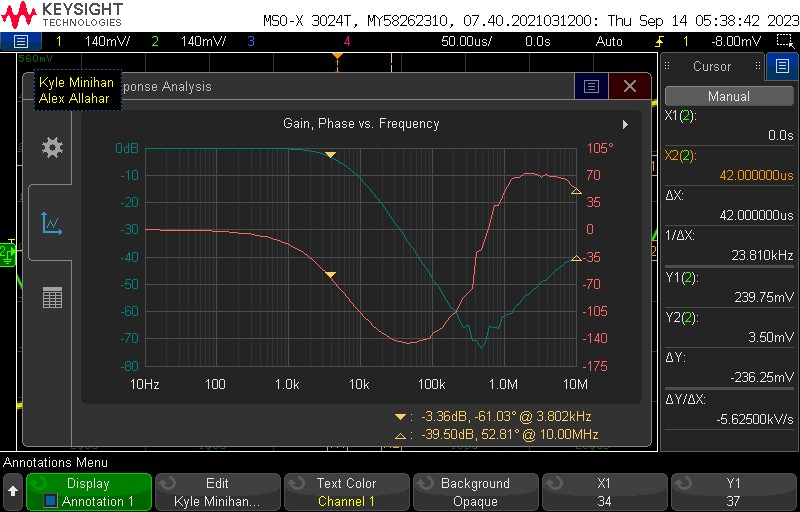 KEYSIGHT
TECHNOLOGIES
MSO-X 3024T, MY58262310, 07.40.2021031200: Thu Sep 14 05:38:42 2023
1 140mV/ 2 140mV/ 3 4 50.00us/ 0.0s Auto 1 -8.00mV
560mV
Kyle Minihan
Alex Allahar
ponse Analysis
Gain, Phase vs. Frequency
0dB
-10
-20
-30
-40
-50
-60
-70
-80
105°
70
35
0
-35
-70
-105
-140
-175
10Hz 100 1.0k 10k 100k 1.0M 10M
: -3.36dB, -61.03° @ 3.802kHz
: -39.50dB, 52.81° @ 10.00MHz
Cursor
Manual
X1(2):
0.0s
X2(2):
42.000000us
ΔX:
42.000000us
1/ΔX:
23.810kHz
Y1(2):
239.75mV
Y2(2):
3.50mV
ΔY:
-236.25mV
ΔY/ΔX:
-5.62500kV/s
Annotations Menu
Display
Annotation 1
Edit
Kyle Minihan...
Text Color
Channel 1
Background
Opaque
X1
34
Y1
37